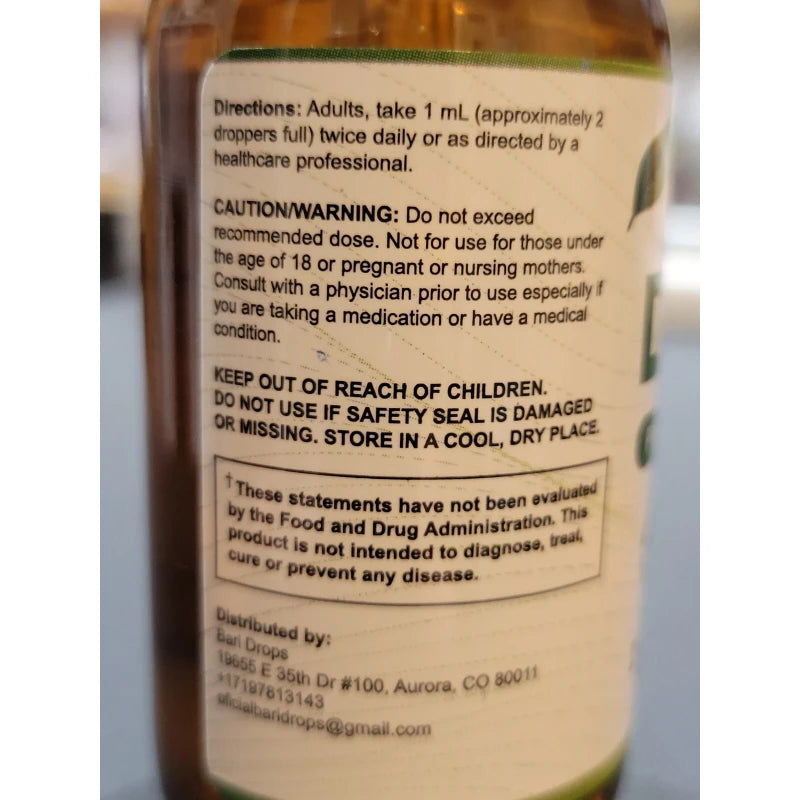 Directions: Adults, take 1 mL (approximately 2
droppers full) twice daily or as directed by a
healthcare professional.
CAUTION/WARNING: Do not exceed
recommended dose. Not for use for those under
the age of 18 or pregnant or nursing mothers.
Consult with a physician prior to use especially if
you are taking a medication or have a medical
condition.
KEEP OUT OF REACH OF CHILDREN.
DO NOT USE IF SAFETY SEAL IS DAMAGED
OR MISSING. STORE IN A COOL, DRY PLACE.
†These statements have not been evaluated
by the Food and Drug Administration. This
product is not intended to diagnose, treat,
cure or prevent any disease.
Distributed by:
Bari Drops
19655 E 35th Dr #100, Aurora, CO 80011
+17197613143
oficialbaridrops@gmail.com